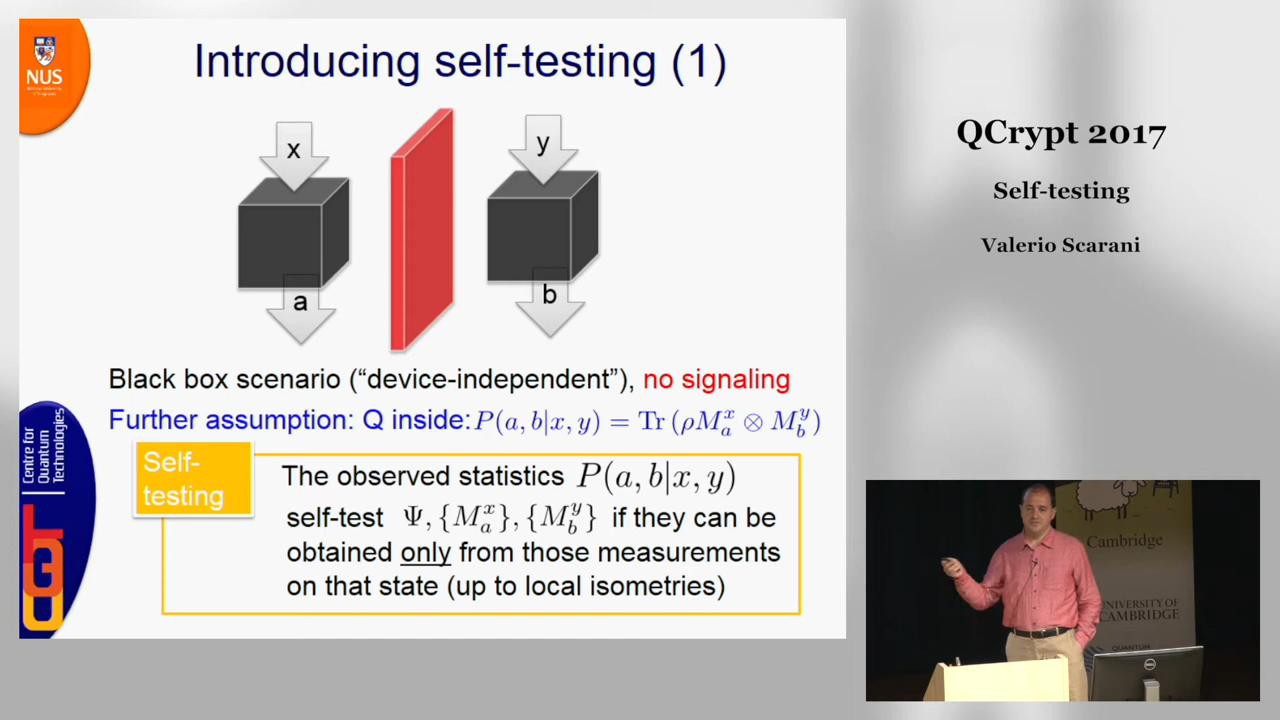 Introducing self-testing (1)
NUS
x
y
a
b
Black box scenario (“device-independent”), no signaling
Further assumption: Q inside: P(a, b|x, y) = Tr (ρM_a^x ⊗ M_b^y)
Self-
testing
The observed statistics P(a, b|x, y)
self-test Ψ, {M_a^x}, {M_b^y} if they can be
obtained only from those measurements
on that state (up to local isometries)
Centre for
Quantum
Technologies
CQT
QCrypt 2017
Self-testing
Valerio Scarani
Cambridge
UNIVERSITY OF
CAMBRIDGE
QUANTUM
DELL